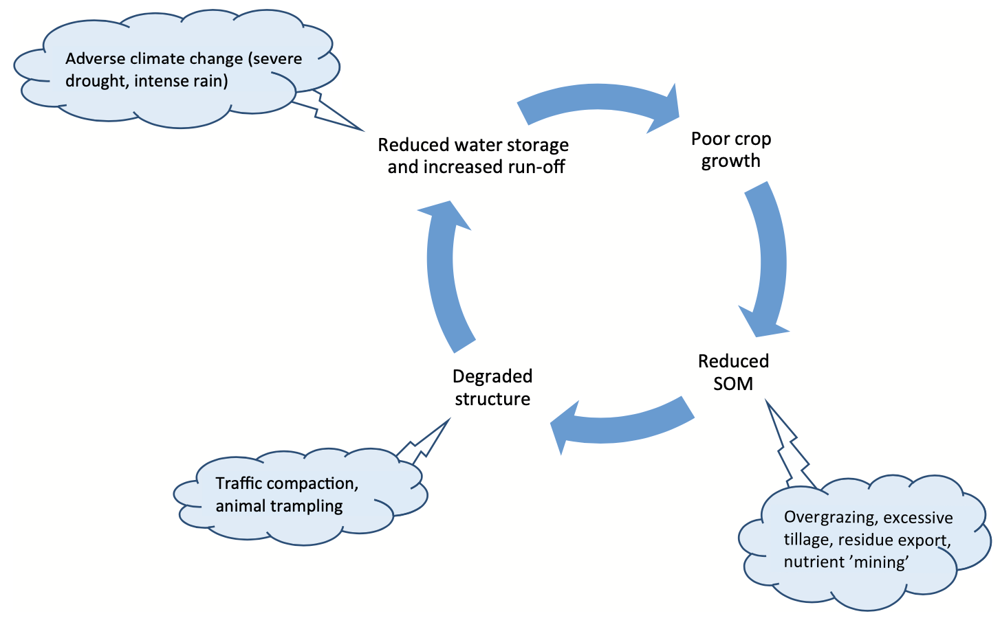 Adverse climate change (severe
drought, intense rain)
Reduced water storage
and increased run-off
Poor crop
growth
Reduced
SOM
Degraded
structure
Traffic compaction,
animal trampling
Overgrazing, excessive
tillage, residue export,
nutrient ’mining’